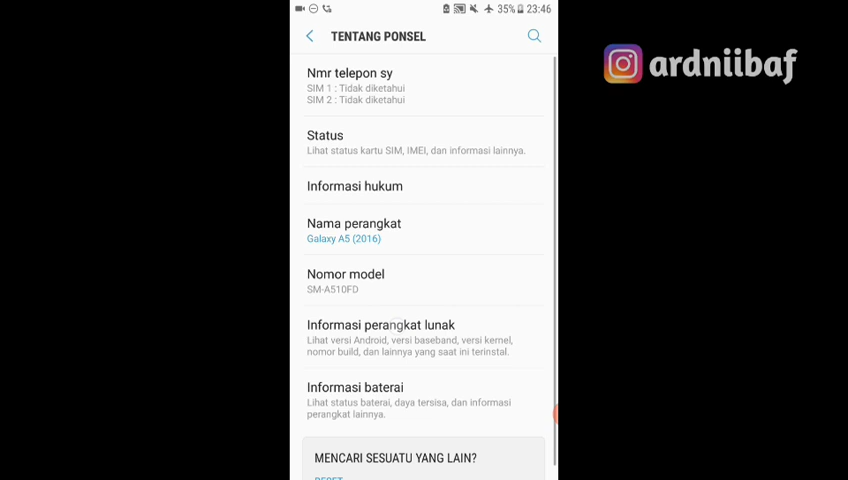 35% 23:46
TENTANG PONSEL
ardniibaf
Nmr telepon sy
SIM 1 : Tidak diketahui
SIM 2 : Tidak diketahui
Status
Lihat status kartu SIM, IMEI, dan informasi lainnya.
Informasi hukum
Nama perangkat
Galaxy A5 (2016)
Nomor model
SM-A510FD
Informasi perangkat lunak
Lihat versi Android, versi baseband, versi kernel,
nomor build, dan lainnya yang saat ini terinstal.
Informasi baterai
Lihat status baterai, daya tersisa, dan informasi
perangkat lainnya.
MENCARI SESUATU YANG LAIN?
RESET